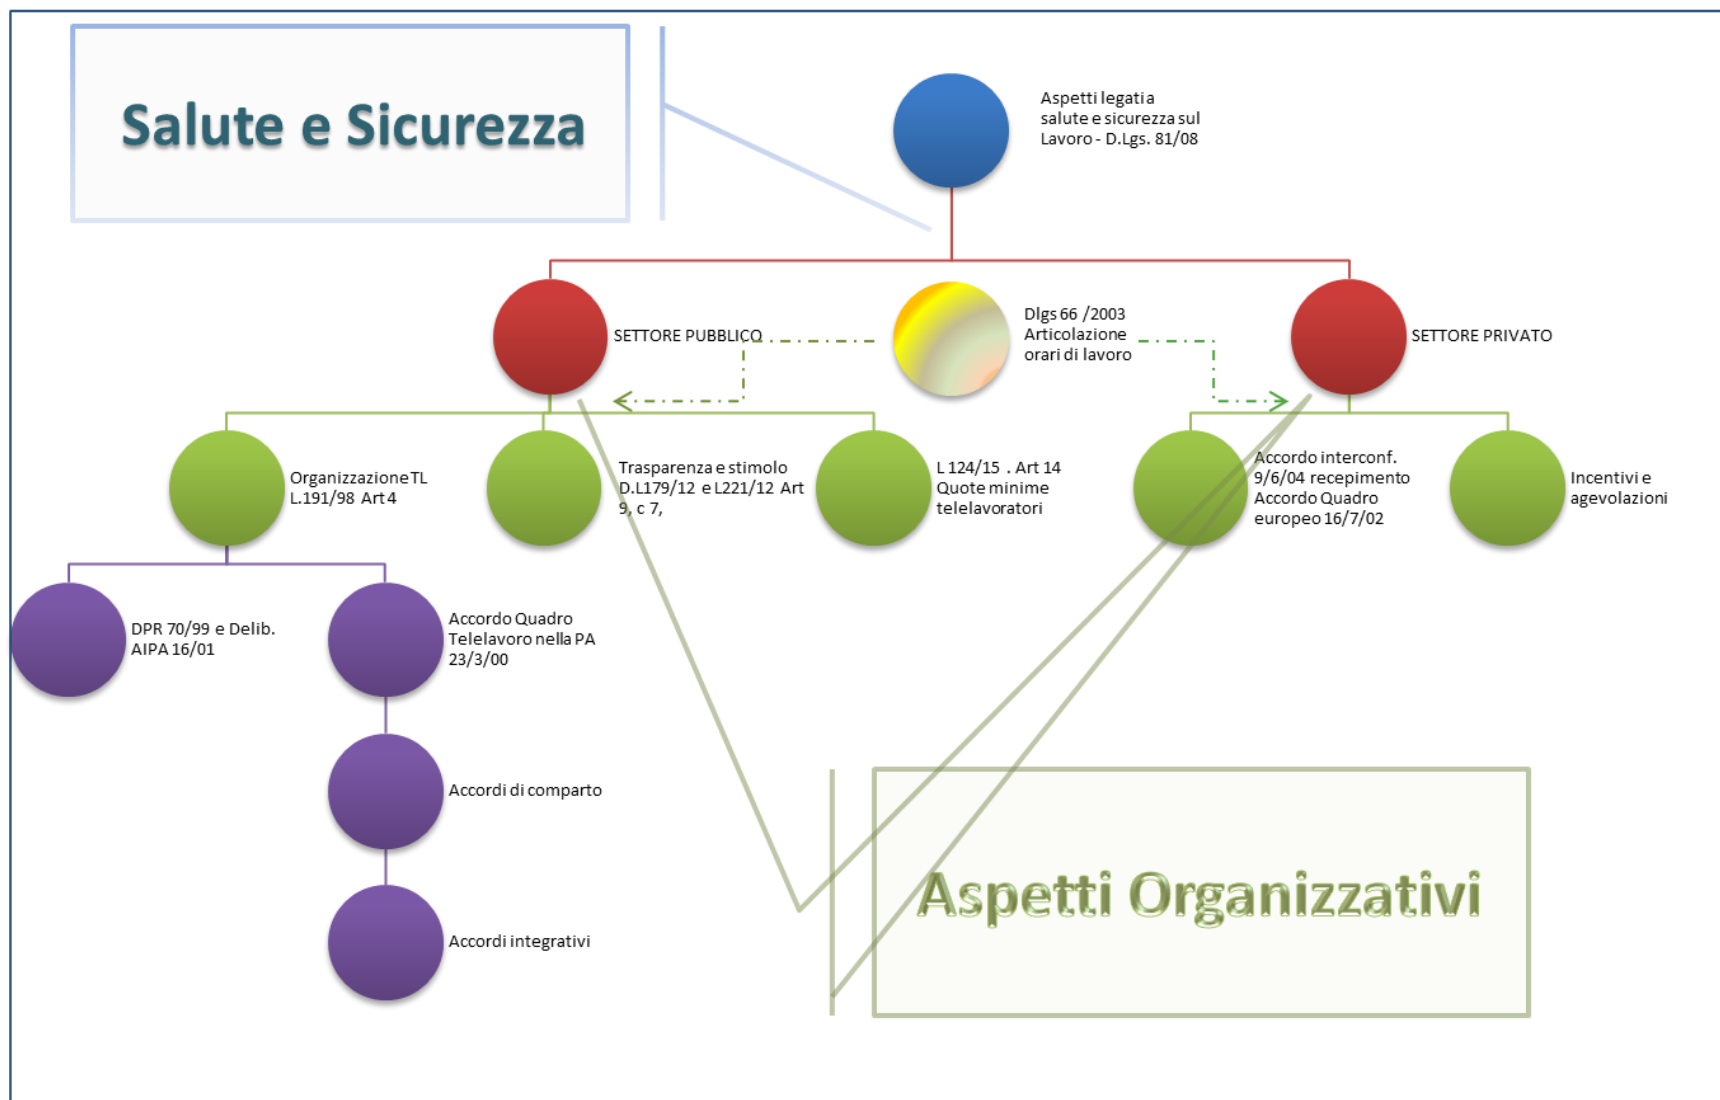 Salute e Sicurezza
Aspetti legati a
salute e sicurezza sul
Lavoro - D.Lgs. 81/08
SETTORE PUBBLICO
Dlgs 66 /2003
Articolazione
orari di lavoro
SETTORE PRIVATO
Organizzazione TL
L.191/98 Art 4
Trasparenza e stimolo
D.L179/12 e L221/12 Art
9, c 7,
L 124/15 . Art 14
Quote minime
telelavoratori
Accordo interconf.
9/6/04 recepimento
Accordo Quadro
europeo 16/7/02
Incentivi e
agevolazioni
DPR 70/99 e Delib.
AIPA 16/01
Accordo Quadro
Telelavoro nella PA
23/3/00
Accordi di comparto
Accordi integrativi
Aspetti Organizzativi